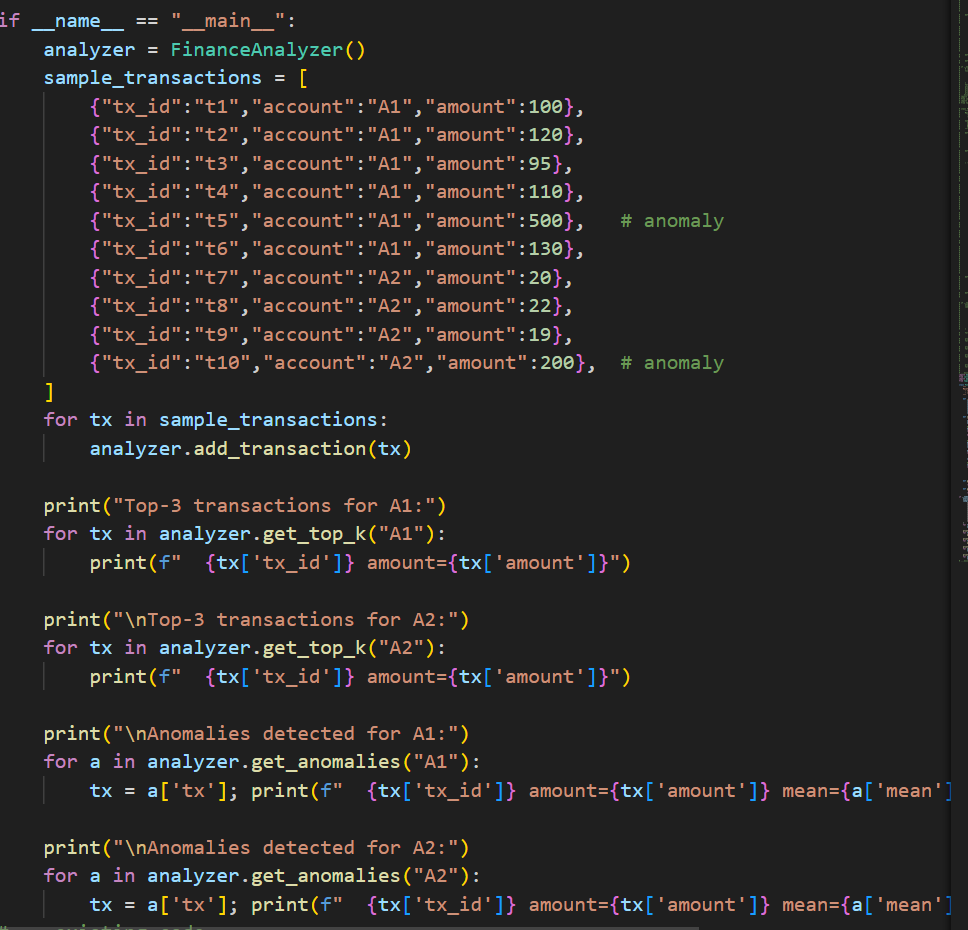 if __name__ == "__main__":
    analyzer = FinanceAnalyzer()
    sample_transactions = [
        {"tx_id":"t1","account":"A1","amount":100},
        {"tx_id":"t2","account":"A1","amount":120},
        {"tx_id":"t3","account":"A1","amount":95},
        {"tx_id":"t4","account":"A1","amount":110},
        {"tx_id":"t5","account":"A1","amount":500},   # anomaly
        {"tx_id":"t6","account":"A1","amount":130},
        {"tx_id":"t7","account":"A2","amount":20},
        {"tx_id":"t8","account":"A2","amount":22},
        {"tx_id":"t9","account":"A2","amount":19},
        {"tx_id":"t10","account":"A2","amount":200},  # anomaly
    ]
    for tx in sample_transactions:
        analyzer.add_transaction(tx)

    print("Top-3 transactions for A1:")
    for tx in analyzer.get_top_k("A1"):
        print(f"  {tx['tx_id']} amount={tx['amount']}")

    print("\nTop-3 transactions for A2:")
    for tx in analyzer.get_top_k("A2"):
        print(f"  {tx['tx_id']} amount={tx['amount']}")

    print("\nAnomalies detected for A1:")
    for a in analyzer.get_anomalies("A1"):
        tx = a['tx']; print(f"  {tx['tx_id']} amount={tx['amount']} mean={a['mean']

    print("\nAnomalies detected for A2:")
    for a in analyzer.get_anomalies("A2"):
        tx = a['tx']; print(f"  {tx['tx_id']} amount={tx['amount']} mean={a['mean']